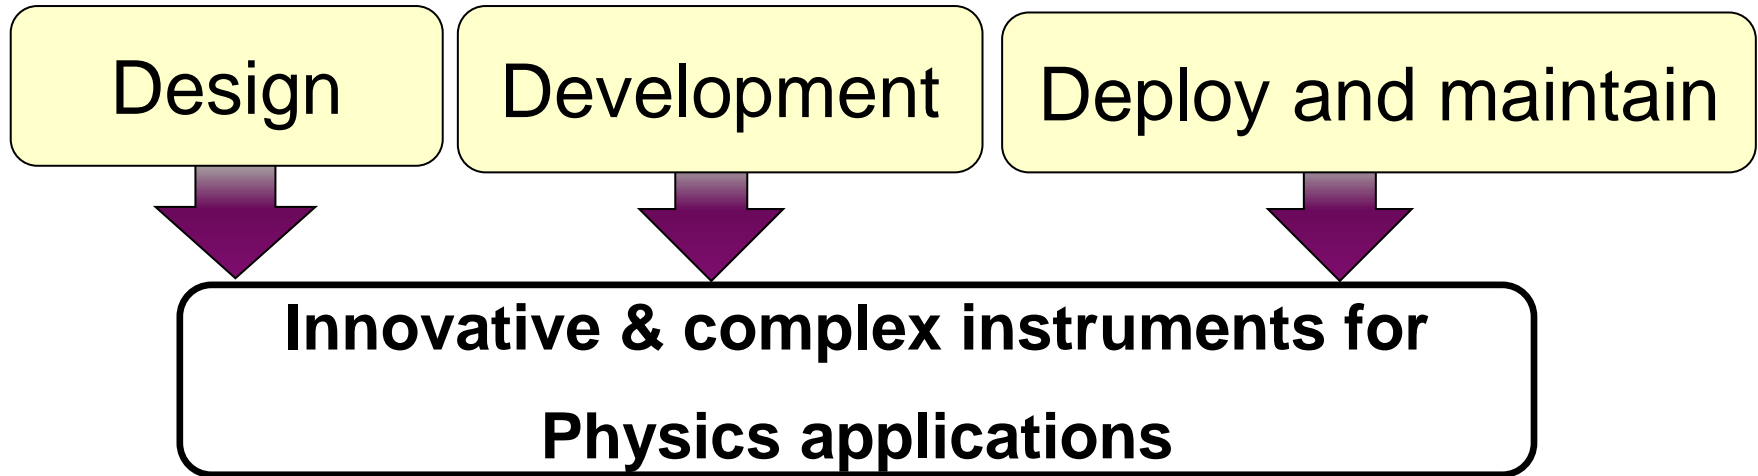 Design
Development
Deploy and maintain
Innovative & complex instruments for
Physics applications